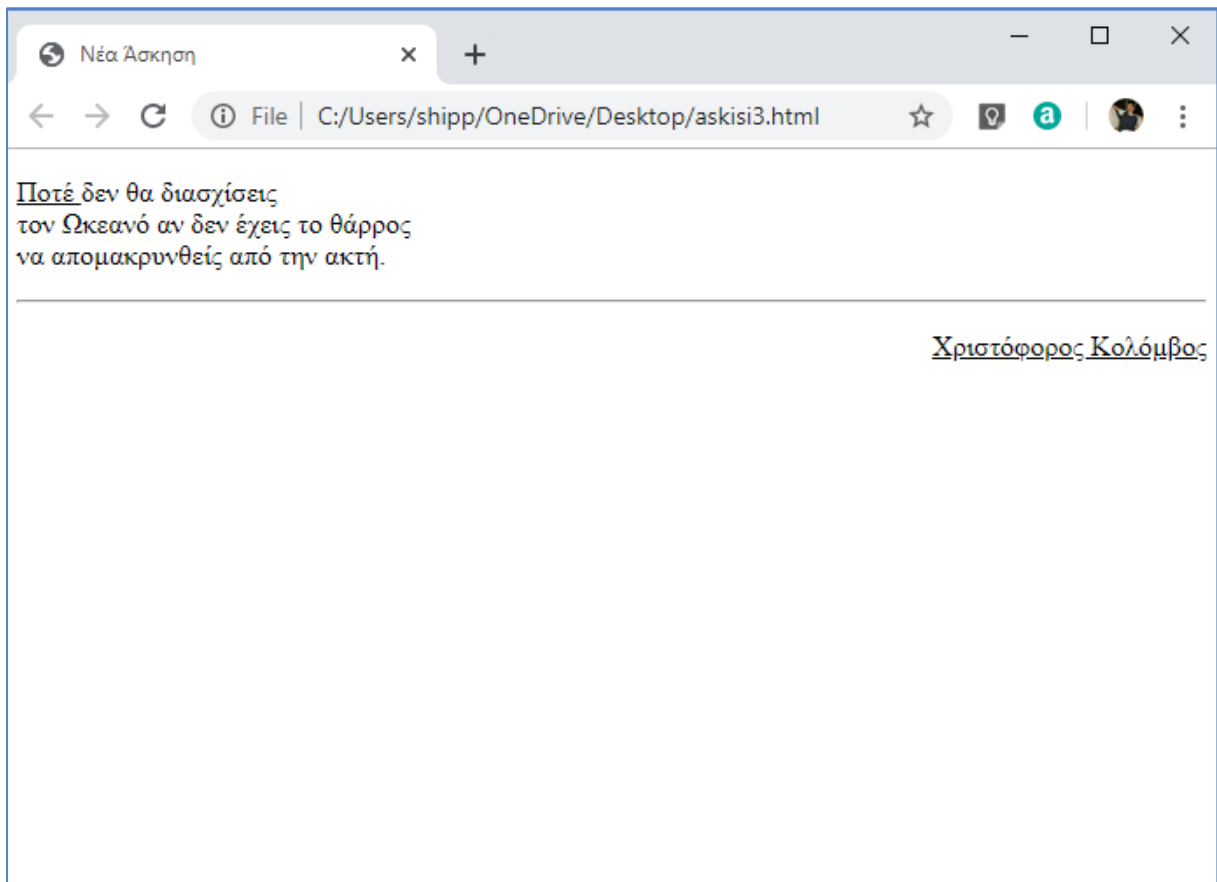 Νέα Άσκηση
File C:/Users/shipp/OneDrive/Desktop/askisi3.html a
Ποτέ δεν θα διασχίσεις
τον Ωκεανό αν δεν έχεις το θάρρος
να απομακρυνθείς από την ακτή.
Χριστόφορος Κολόμβος